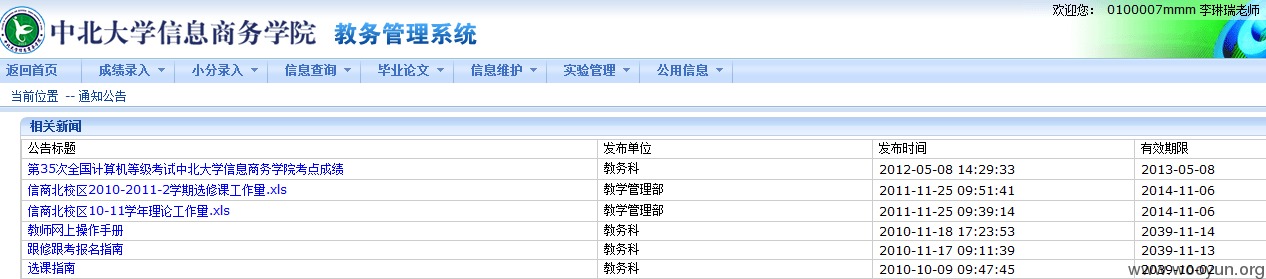 欢迎您： 0100007mmm 李琳瑞老师
中北大学信息商务学院 教务管理系统
返回首页 成绩录入 小分录入 信息查询 毕业论文 信息维护 实验管理 公用信息
当前位置 -- 通知公告
相关新闻
公告标题 发布单位 发布时间 有效期限
第35次全国计算机等级考试中北大学信息商务学院考点成绩 教务科 2012-05-08 14:29:33 2013-05-08
信商北校区2010-2011-2学期选修课工作量.xls 教学管理部 2011-11-25 09:51:41 2014-11-06
信商北校区10-11学年理论工作量.xls 教学管理部 2011-11-25 09:39:14 2014-11-06
教师网上操作手册 教务科 2010-11-18 17:23:53 2039-11-14
跟修跟考报名指南 教务科 2010-11-17 09:11:39 2039-11-13
选课指南 教务科 2010-10-09 09:47:45 2039-10-02
www.wooyun.org